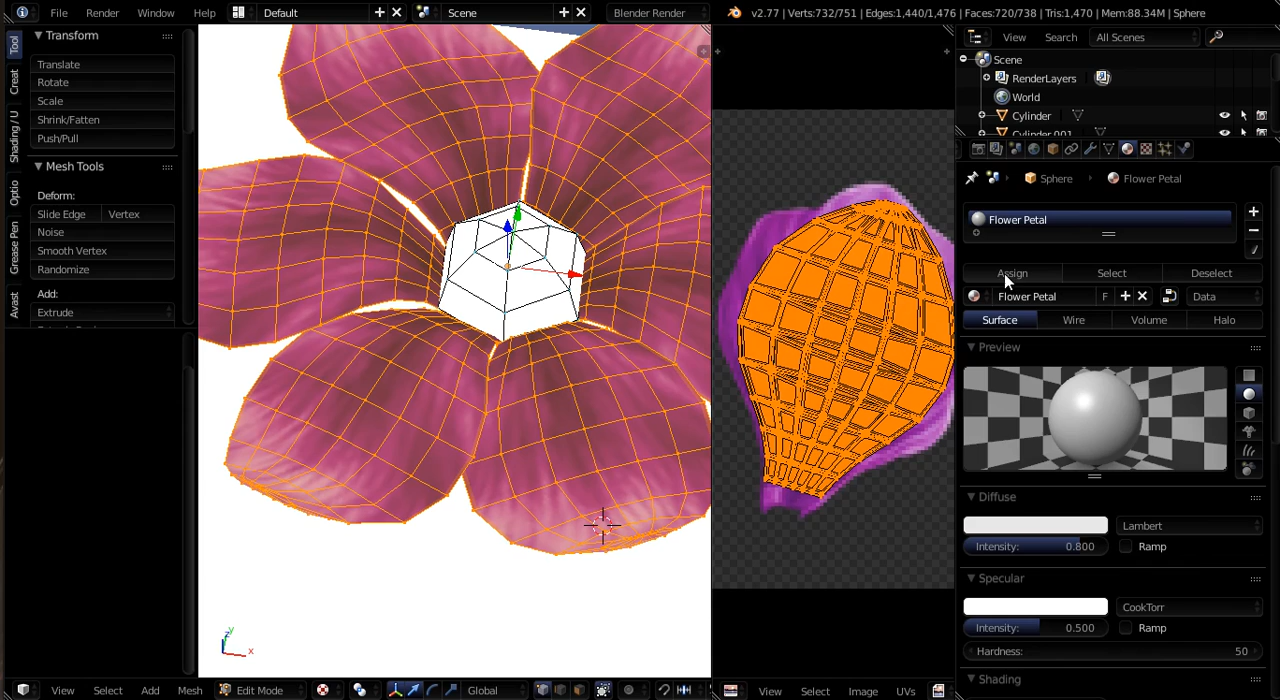 File Render Window Help Default Scene Blender Render v2.77 | Verts:732/751 | Edges:1,440/1,476 | Faces:720/738 | Tris:1,470 | Mem:88.34M | Sphere
Tool
Creat
Shading / U
Optio
Grease Pen
Avast
Transform
Translate
Rotate
Scale
Shrink/Fatten
Push/Pull
Mesh Tools
Deform:
Slide Edge Vertex
Noise
Smooth Vertex
Randomize
Add:
Extrude
View Search All Scenes
Scene
RenderLayers
World
Cylinder
Cylinder.001
Sphere Flower Petal
Flower Petal
Assign Select Deselect
Flower Petal F Data
Surface Wire Volume Halo
Preview
Diffuse
Lambert
Intensity: 0.800 Ramp
Specular
CookTorr
Intensity: 0.500 Ramp
Hardness: 50
Shading
z y x
View Select Add Mesh Edit Mode Global
View Select Image UVs